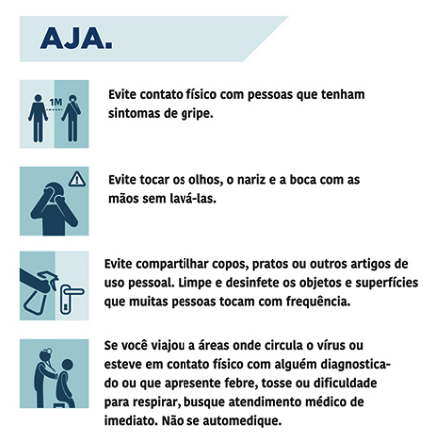 AJA.
1M
Evite contato físico com pessoas que tenham
sintomas de gripe.
Evite tocar os olhos, o nariz e a boca com as
mãos sem lavá-las.
Evite compartilhar copos, pratos ou outros artigos de
uso pessoal. Limpe e desinfete os objetos e superfícies
que muitas pessoas tocam com frequência.
Se você viajou a áreas onde circula o vírus ou
esteve em contato físico com alguém diagnostica-
do ou que apresente febre, tosse ou dificuldade
para respirar, busque atendimento médico de
imediato. Não se automedique.